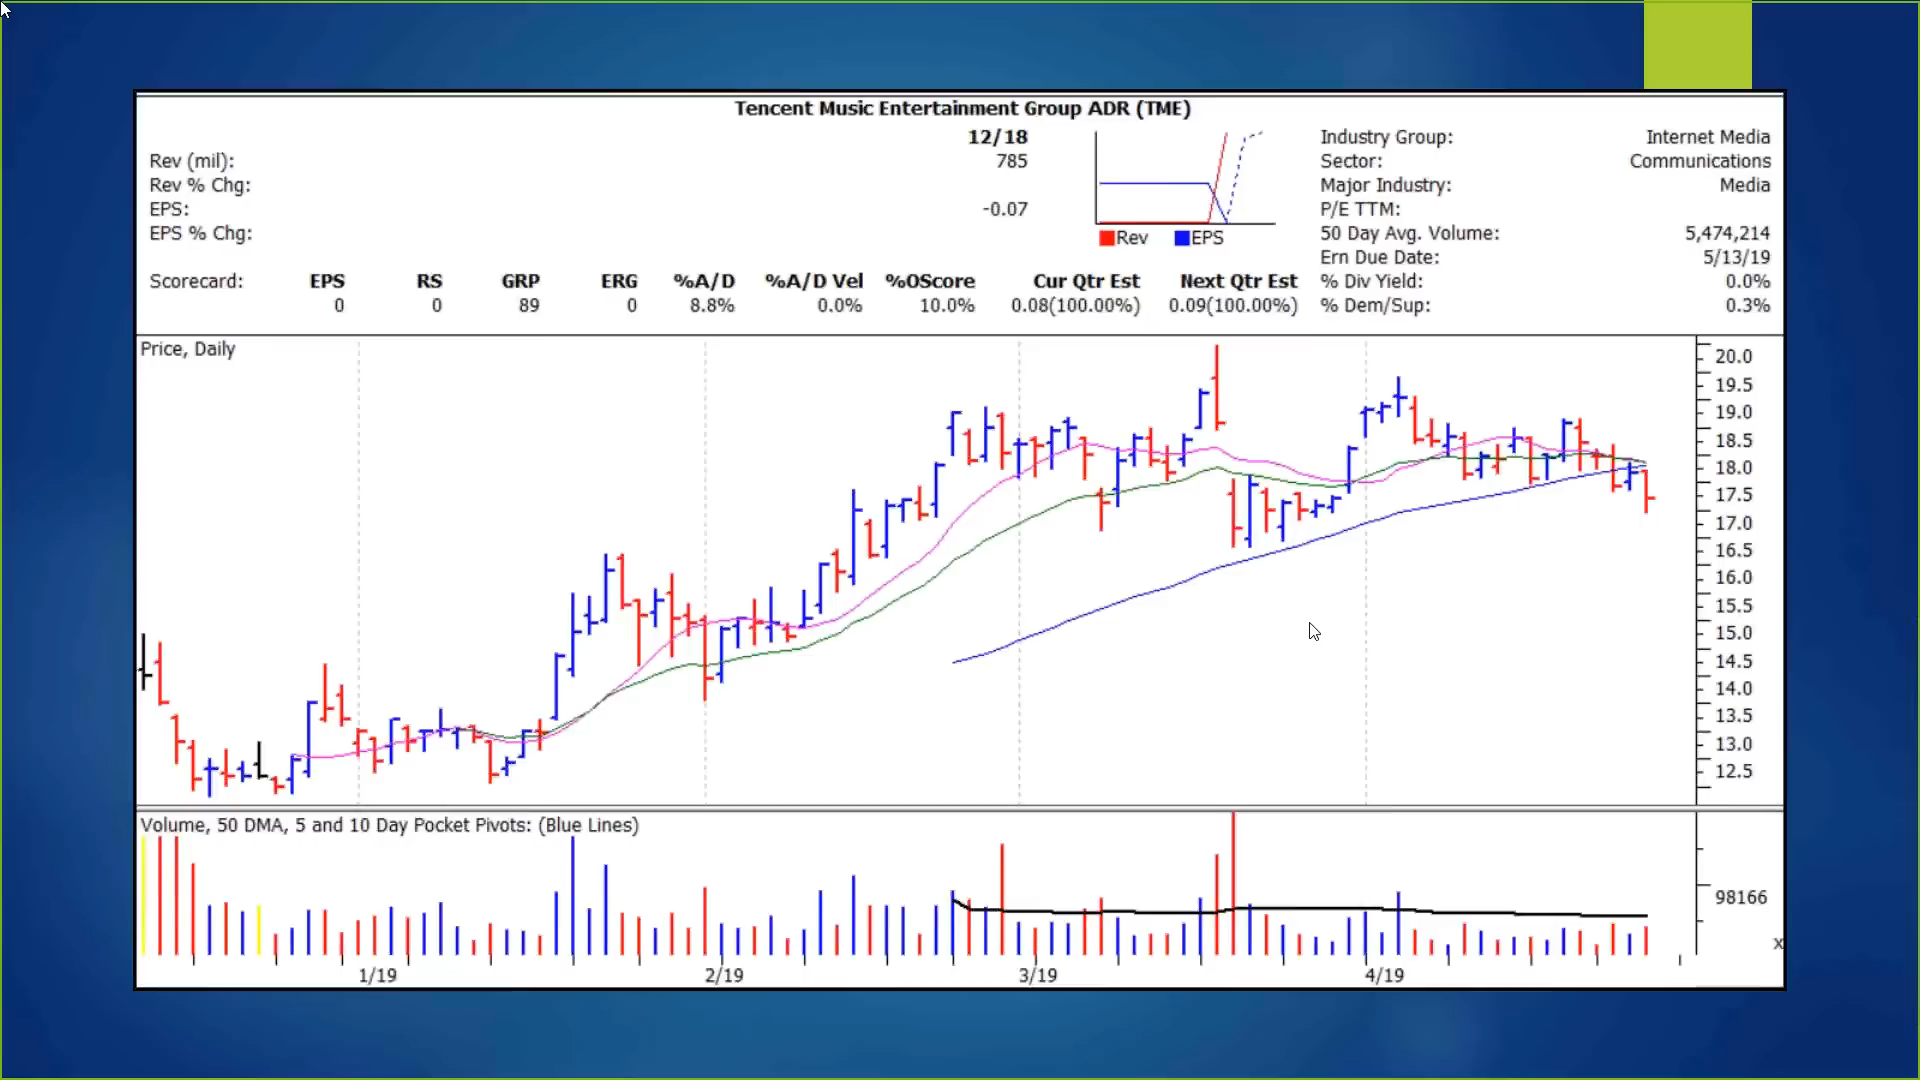 Tencent Music Entertainment Group ADR (TME)
12/18
Rev (mil): 785
Rev % Chg:
EPS: -0.07
EPS % Chg:
Rev EPS
Industry Group: Internet Media
Sector: Communications
Major Industry: Media
P/E TTM:
50 Day Avg. Volume: 5,474,214
Ern Due Date: 5/13/19
% Div Yield: 0.0%
% Dem/Sup: 0.3%
Scorecard: EPS RS GRP ERG %A/D %A/D Vel %OScore Cur Qtr Est Next Qtr Est
0 0 89 0 8.8% 0.0% 10.0% 0.08(100.00%) 0.09(100.00%)
Price, Daily
20.0
19.5
19.0
18.5
18.0
17.5
17.0
16.5
16.0
15.5
15.0
14.5
14.0
13.5
13.0
12.5
Volume, 50 DMA, 5 and 10 Day Pocket Pivots: (Blue Lines)
98166
x
1/19 2/19 3/19 4/19